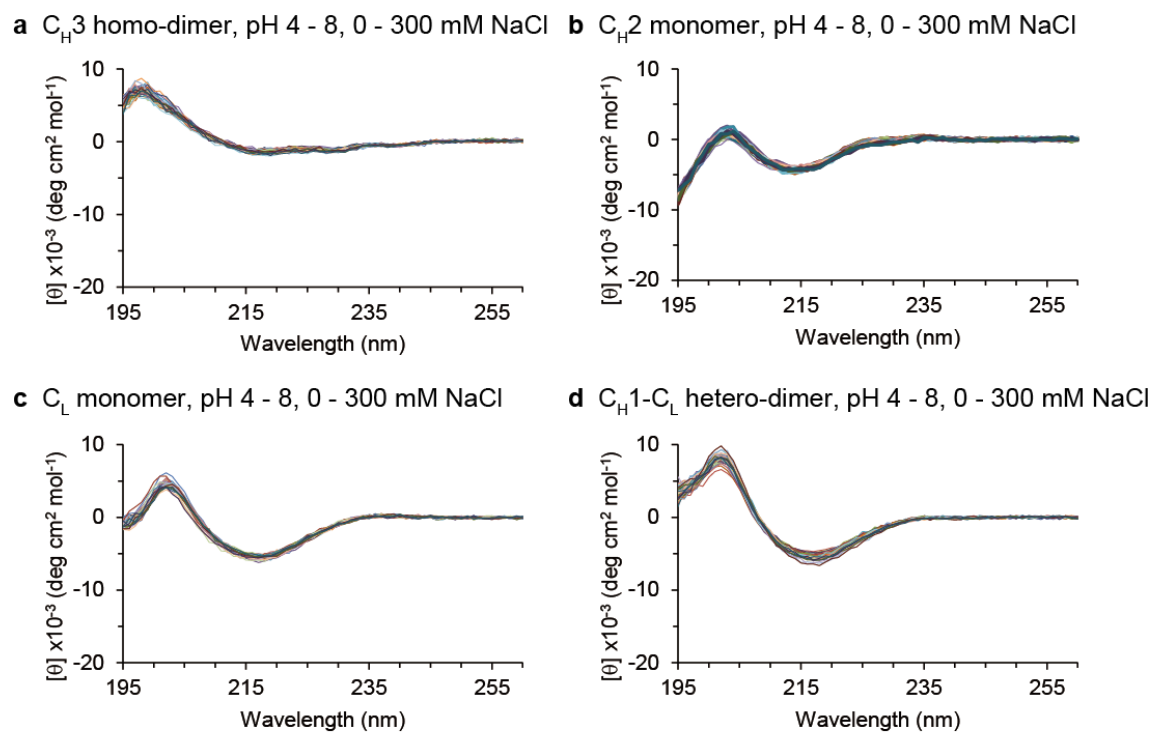 a C_H3 homo-dimer, pH 4 - 8, 0 - 300 mM NaCl
10
0
-10
-20
[θ] x10⁻³ (deg cm² mol⁻¹)
195 215 235 255
Wavelength (nm)
b C_H2 monomer, pH 4 - 8, 0 - 300 mM NaCl
10
0
-10
-20
[θ] x10⁻³ (deg cm² mol⁻¹)
195 215 235 255
Wavelength (nm)
c C_L monomer, pH 4 - 8, 0 - 300 mM NaCl
10
0
-10
-20
[θ] x10⁻³ (deg cm² mol⁻¹)
195 215 235 255
Wavelength (nm)
d C_H1-C_L hetero-dimer, pH 4 - 8, 0 - 300 mM NaCl
10
0
-10
-20
[θ] x10⁻³ (deg cm² mol⁻¹)
195 215 235 255
Wavelength (nm)